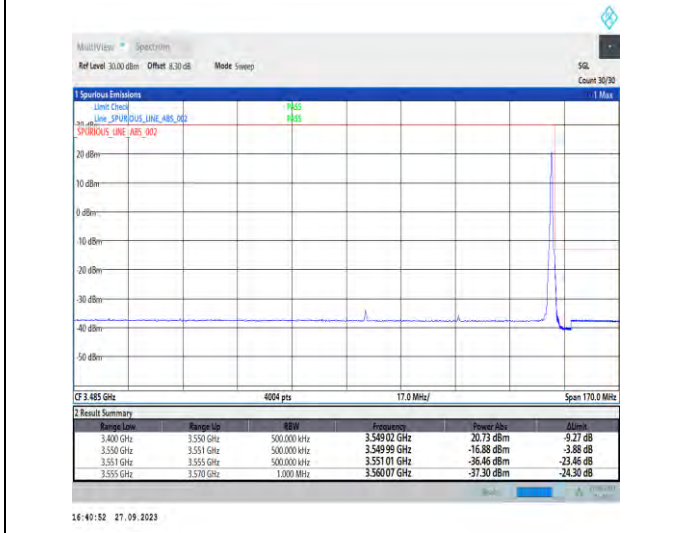 MultiView Spectrum
Ref Level 30.00 dBm Offset 8.30 dB Mode Sweep SGL
Count 30/30
1 Spurious Emissions 1 Max
Limit Check PASS
Line _SPURIOUS_LINE_ABS_002 PASS
SPURIOUS_LINE_ABS_002
20 dBm
10 dBm
0 dBm
-10 dBm
-20 dBm
-30 dBm
-40 dBm
-50 dBm
CF 3.485 GHz 4004 pts 17.0 MHz/ Span 170.0 MHz
2 Result Summary
Range Low Range Up RBW Frequency Power Abs ΔLimit
3.400 GHz 3.550 GHz 500.000 kHz 3.549 02 GHz 20.73 dBm -9.27 dB
3.550 GHz 3.551 GHz 500.000 kHz 3.549 99 GHz -16.88 dBm -3.88 dB
3.551 GHz 3.555 GHz 500.000 kHz 3.551 01 GHz -36.46 dBm -23.46 dB
3.555 GHz 3.570 GHz 1.000 MHz 3.560 07 GHz -37.30 dBm -24.30 dB
16:40:52 27.09.2023